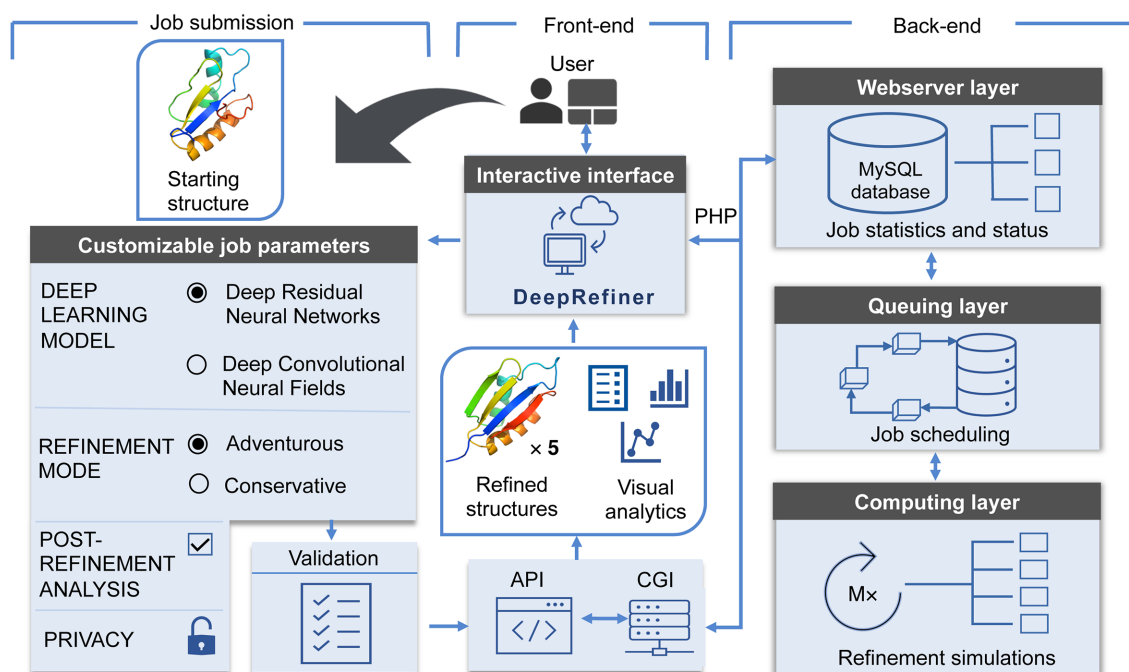 Job submission
Front-end
Back-end
User
Starting
structure
Customizable job parameters
DEEP
LEARNING
MODEL
Deep Residual
Neural Networks
Deep Convolutional
Neural Fields
REFINEMENT
MODE
Adventurous
Conservative
POST-
REFINEMENT
ANALYSIS
PRIVACY
Validation
Interactive interface
DeepRefiner
PHP
× 5
Refined
structures
Visual
analytics
API
CGI
</>
Webserver layer
MySQL
database
Job statistics and status
Queuing layer
Job scheduling
Computing layer
M×
Refinement simulations